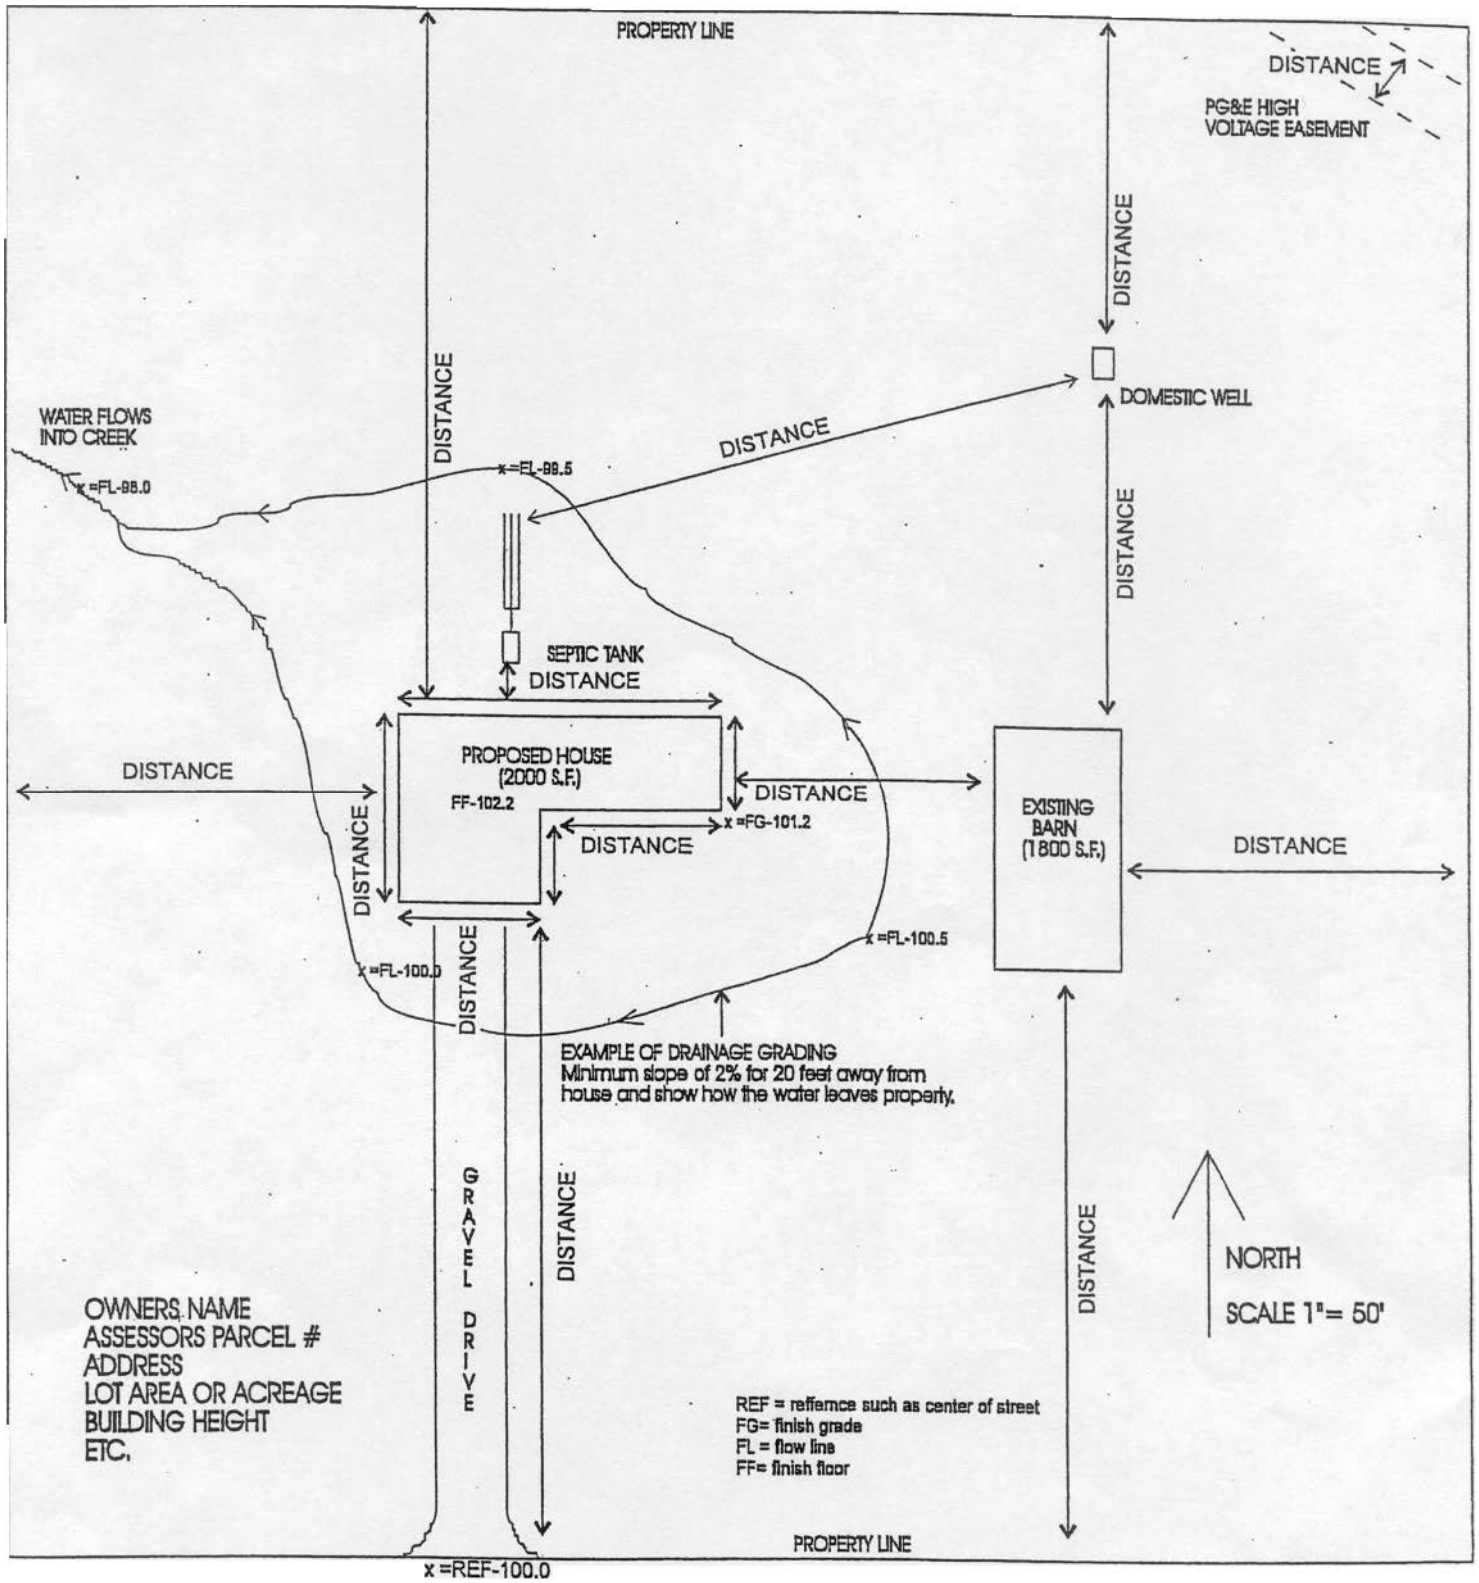 PROPERTY LINE
DISTANCE
PG&E HIGH
VOLTAGE EASEMENT
DISTANCE
DISTANCE
WATER FLOWS
INTO CREEK
DOMESTIC WELL
DISTANCE
x =FL-99.5
x =FL-98.0
DISTANCE
SEPTIC TANK
DISTANCE
PROPOSED HOUSE
(2000 S.F.)
FF-102.2
DISTANCE
DISTANCE
DISTANCE
x =FG-101.2
DISTANCE
EXISTING
BARN
(1800 S.F.)
DISTANCE
DISTANCE
x =FL-100.5
x =FL-100.0
DISTANCE
EXAMPLE OF DRAINAGE GRADING
Minimum slope of 2% for 20 feet away from
house and show how the water leaves property.
GRAVEL DRIVE
DISTANCE
DISTANCE
NORTH
SCALE 1"= 50'
OWNERS NAME
ASSESSORS PARCEL #
ADDRESS
LOT AREA OR ACREAGE
BUILDING HEIGHT
ETC.
REF = reffernce such as center of street
FG= finish grade
FL = flow line
FF= finish floor
PROPERTY LINE
x =REF-100.0